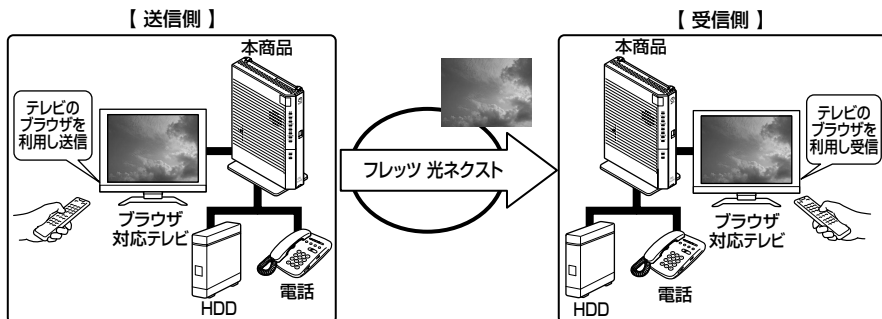 【 送信側 】
本商品
テレビの
ブラウザを
利用し送信
ブラウザ
対応テレビ
HDD
電話
フレッツ 光ネクスト
【 受信側 】
本商品
テレビの
ブラウザを
利用し受信
ブラウザ
対応テレビ
HDD
電話